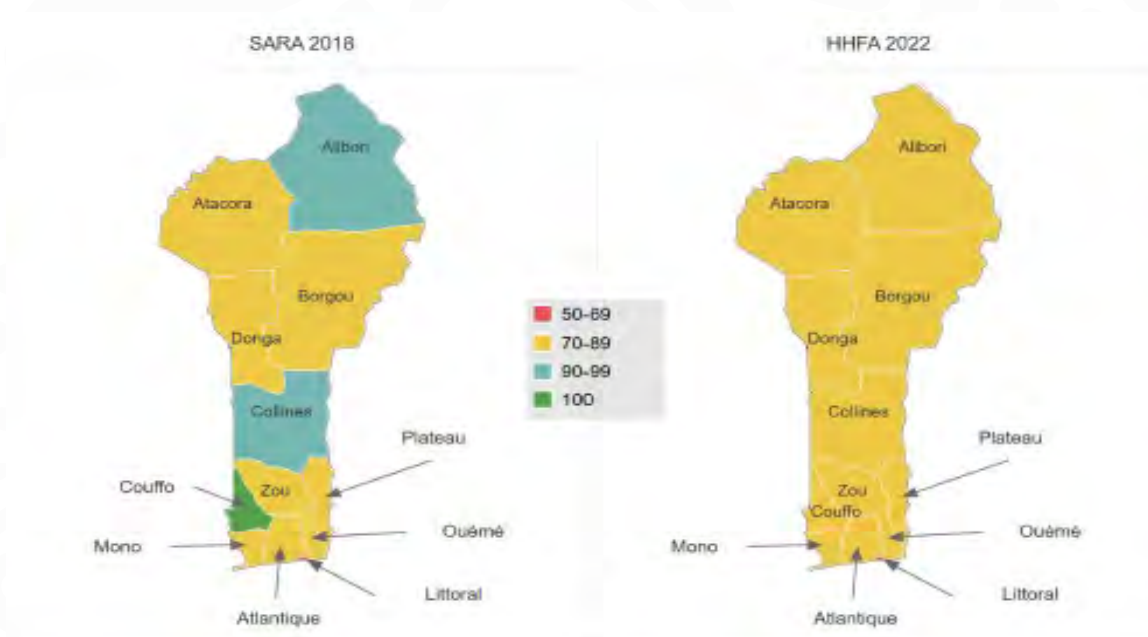 SARA 2018
Alibori
Atacora
Borgou
Donga
Collines
Plateau
Couffo
Zou
Ouémé
Mono
Littoral
Atlantique
50-69
70-89
90-99
100
HHFA 2022
Alibori
Atacora
Borgou
Donga
Collines
Plateau
Zou
Couffo
Ouémé
Mono
Littoral
Atlantique